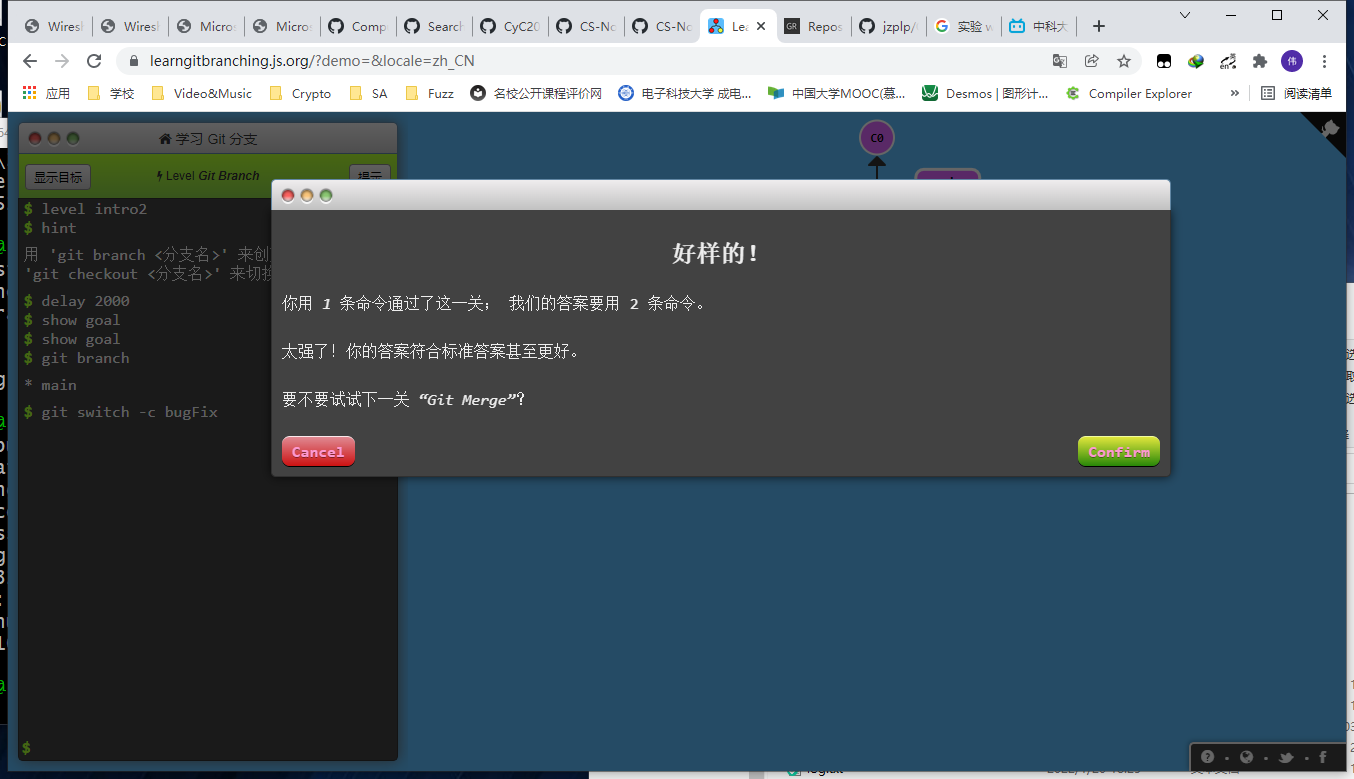 Wiresh
Wiresh
Micros
Micros
Comp
Search
CyC20
CS-No
CS-No
Lea
GR
Repos
jzplp/
实验 w
中科大
learngitbranching.js.org/?demo=&locale=zh_CN
伟
应用
学校
Video&Music
Crypto
SA
Fuzz
名校公开课程评价网
电子科技大学 成电...
中国大学MOOC(慕...
Desmos | 图形计...
Compiler Explorer
»
阅读清单
学习 Git 分支
C0
显示目标
Level Git Branch
提示
$ level intro2
$ hint
用 'git branch <分支名>' 来创
'git checkout <分支名>' 来切换
$ delay 2000
$ show goal
$ show goal
$ git branch
* main
$ git switch -c bugFix
好样的！
你用 1 条命令通过了这一关； 我们的答案要用 2 条命令。
太强了！你的答案符合标准答案甚至更好。
要不要试试下一关 “Git Merge”？
Cancel
Confirm
$